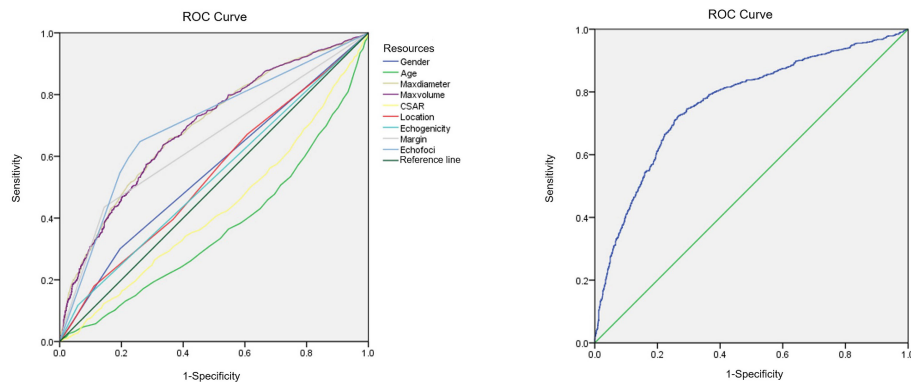 ROC Curve
1.0
0.8
0.6
0.4
0.2
0.0
Sensitivity
0.0 0.2 0.4 0.6 0.8 1.0
1-Specificity
Resources
Gender
Age
Maxdiameter
Maxvolume
CSAR
Location
Echogenicity
Margin
Echofoci
Reference line
ROC Curve
1.0
0.8
0.6
0.4
0.2
0.0
Sensitivity
0.0 0.2 0.4 0.6 0.8 1.0
1-Specificity